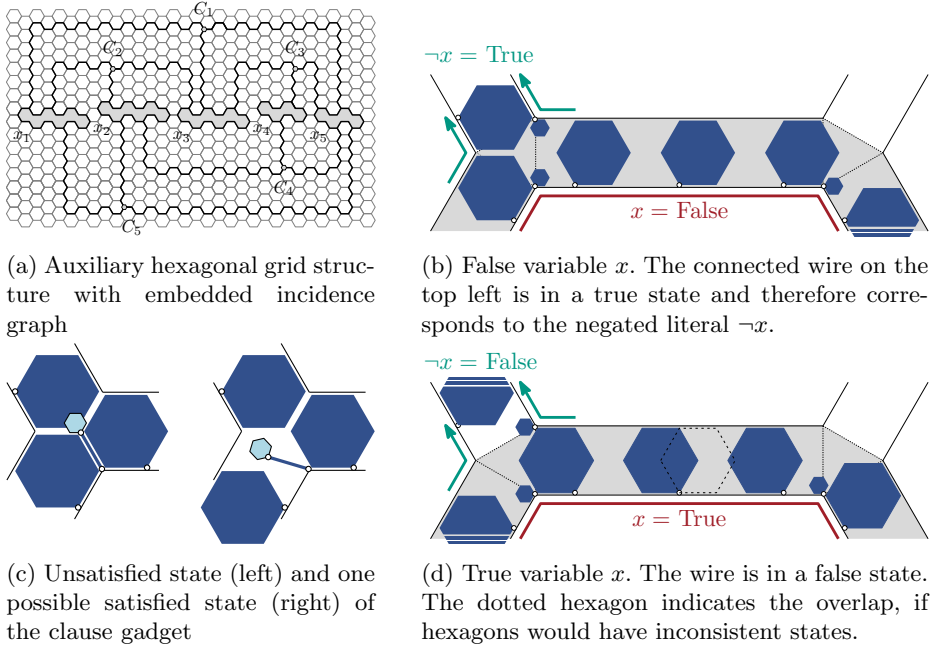 C₁
C₂
C₃
x₁
x₂
x₃
x₄
x₅
C₄
C₅
(a) Auxiliary hexagonal grid struc-
ture with embedded incidence
graph
¬x = True
x = False
(b) False variable x. The connected wire on the
top left is in a true state and therefore corre-
sponds to the negated literal ¬x.
(c) Unsatisfied state (left) and one
possible satisfied state (right) of
the clause gadget
¬x = False
x = True
(d) True variable x. The wire is in a false state.
The dotted hexagon indicates the overlap, if
hexagons would have inconsistent states.